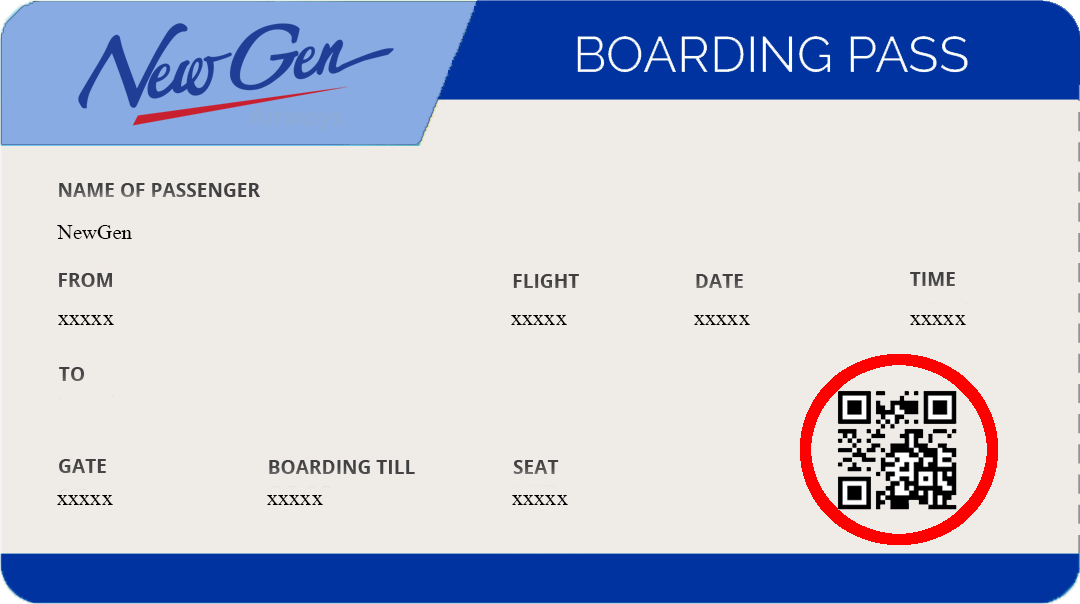 NewGen
BOARDING PASS
NAME OF PASSENGER
NewGen
FROM
FLIGHT
DATE
TIME
xxxxx
xxxxx
xxxxx
xxxxx
TO
GATE
BOARDING TILL
SEAT
xxxxx
xxxxx
xxxxx